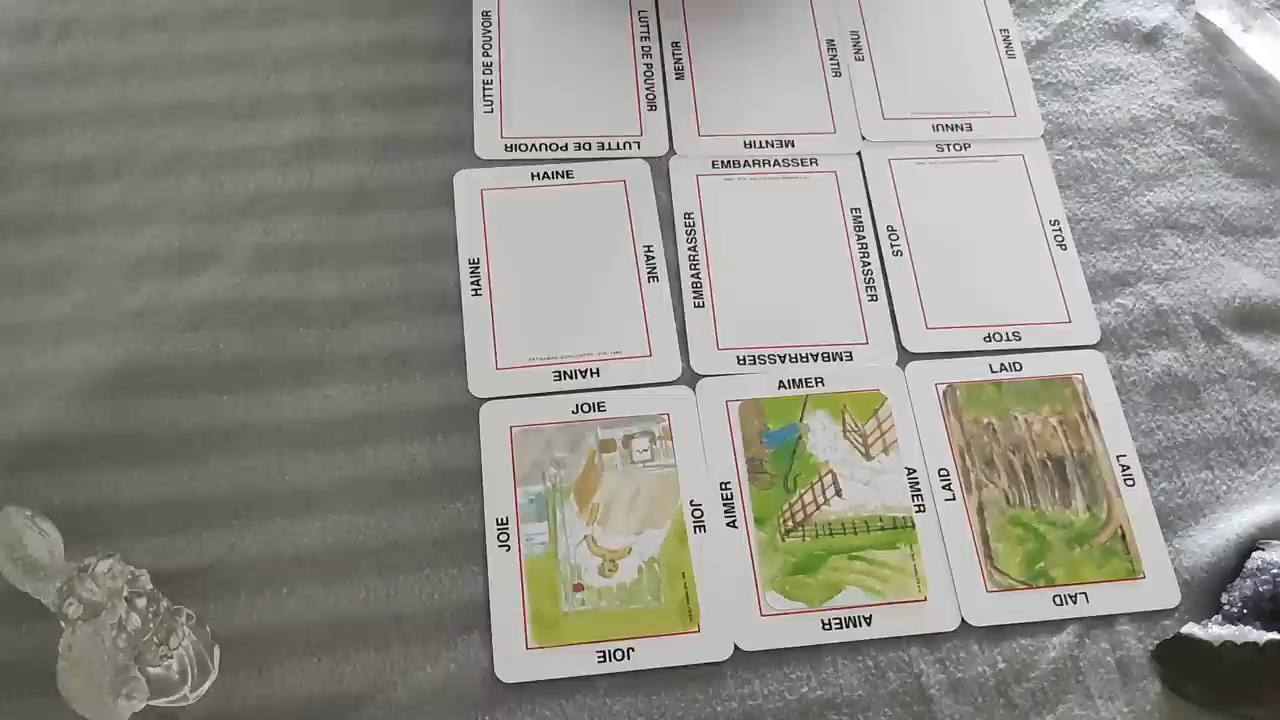 LUTTE DE POUVOIR
LUTTE DE POUVOIR
LUTTE DE POUVOIR
MENTIR
MENTIR
MENTIR
ENNUI
ENNUI
ENNUI
HAINE
HAINE
HAINE
HAINE
EMBARRASSER
EMBARRASSER
EMBARRASSER
EMBARRASSER
STOP
STOP
STOP
STOP
JOIE
JOIE
JOIE
JOIE
AIMER
AIMER
AIMER
AIMER
LAID
LAID
LAID
LAID